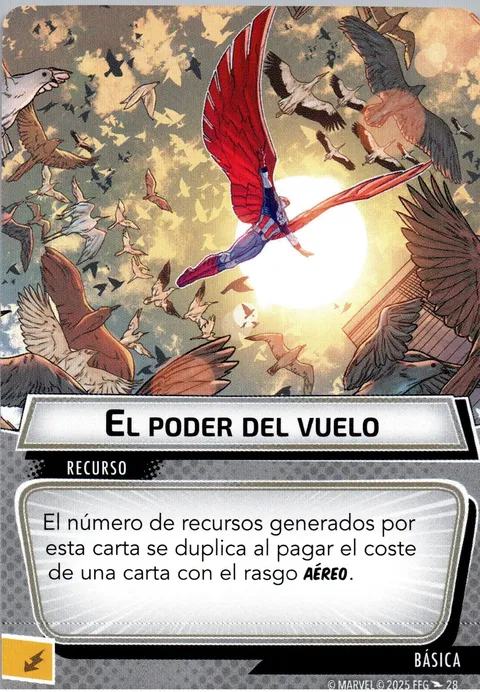 El poder del vuelo
RECURSO
El número de recursos generados por
esta carta se duplica al pagar el coste
de una carta con el rasgo AÉREO.
BÁSICA
© MARVEL © 2025 FFG 28